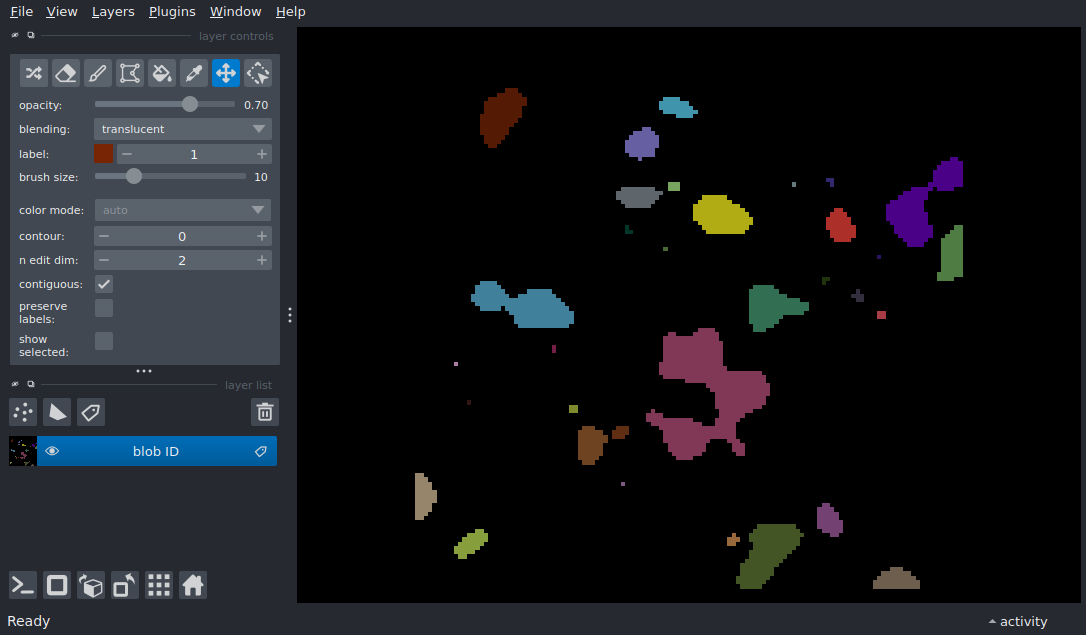 File View Layers Plugins Window Help
layer controls
opacity: 0.70
blending: translucent
label: 1
brush size: 10
color mode: auto
contour: 0
n edit dim: 2
contiguous:
preserve
labels:
show
selected:
layer list
blob ID
Ready
activity